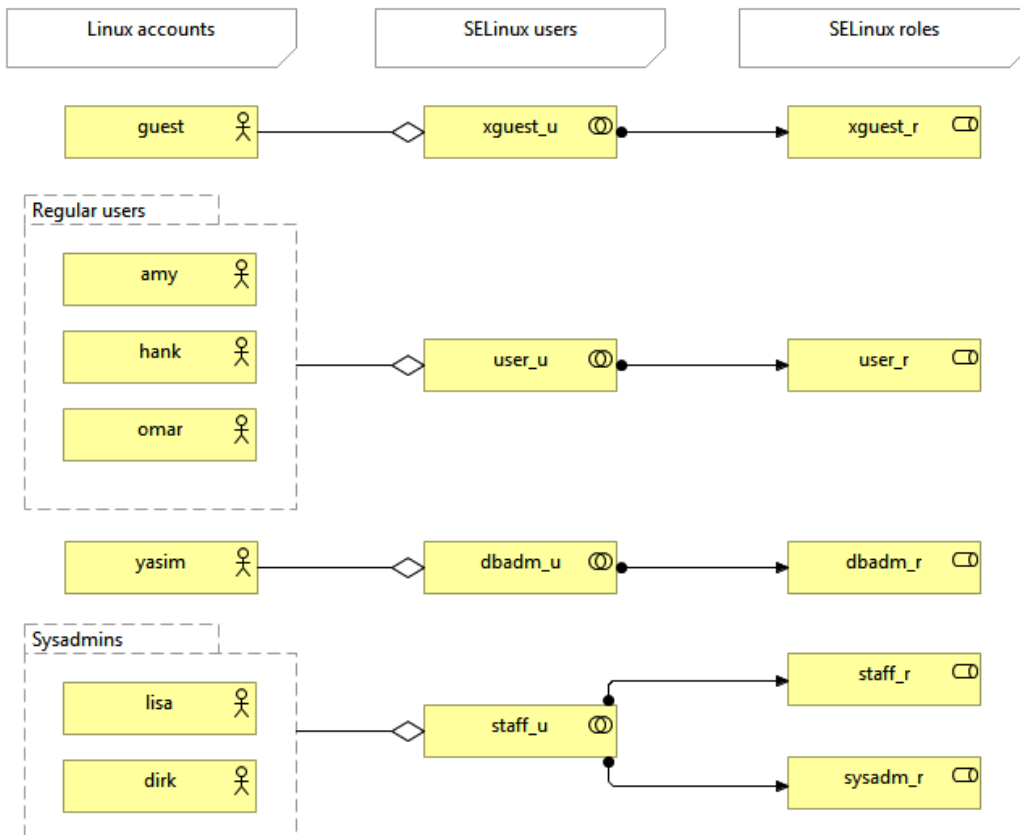 Linux accounts
SELinux users
SELinux roles
guest
xguest_u
xguest_r
Regular users
amy
hank
user_u
user_r
omar
yasim
dbadm_u
dbadm_r
Sysadmins
lisa
staff_u
staff_r
dirk
sysadm_r